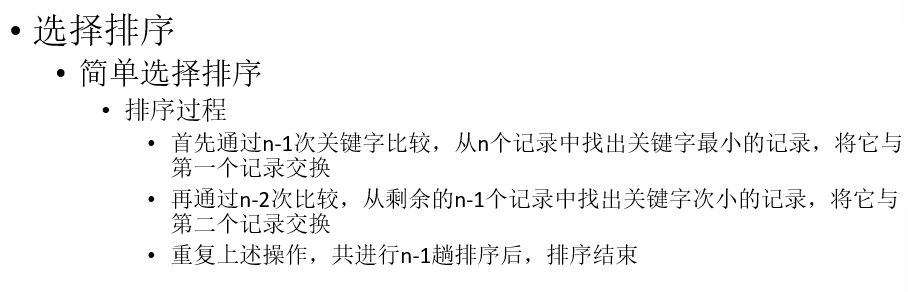 • 选择排序
• 简单选择排序
• 排序过程
• 首先通过n-1次关键字比较，从n个记录中找出关键字最小的记录，将它与
第一个记录交换
• 再通过n-2次比较，从剩余的n-1个记录中找出关键字次小的记录，将它与
第二个记录交换
• 重复上述操作，共进行n-1趟排序后，排序结束